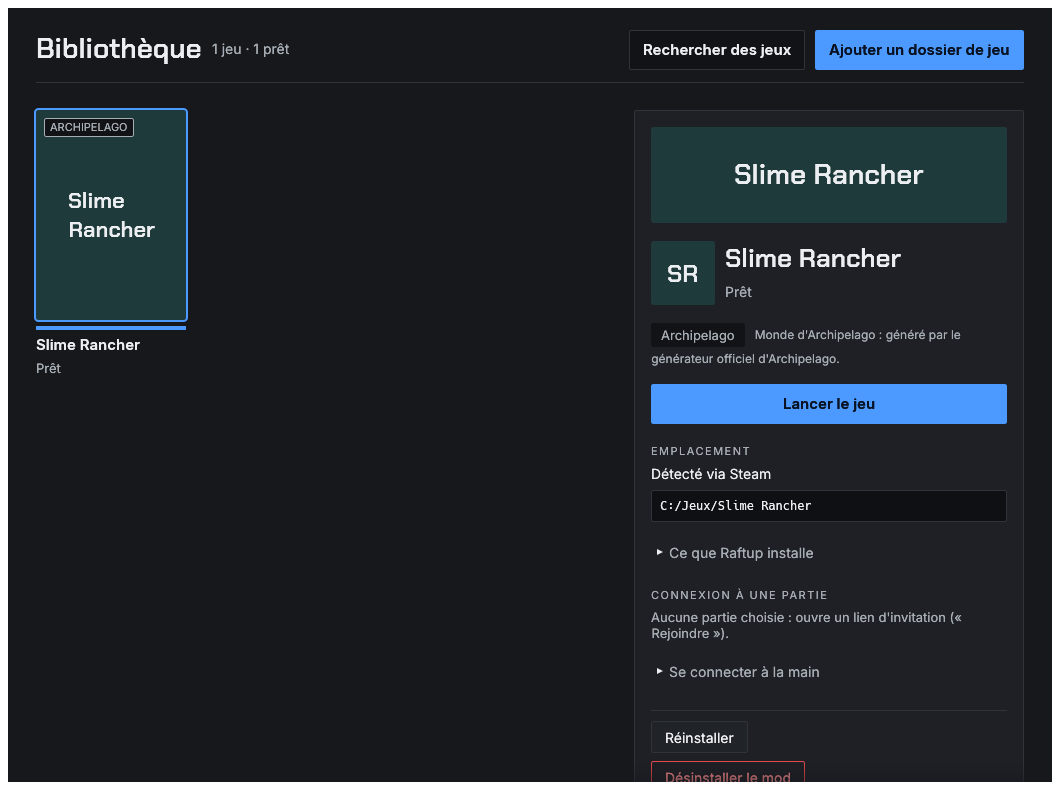 Bibliothèque 1 jeu · 1 prêt
Rechercher des jeux
Ajouter un dossier de jeu
ARCHIPELAGO
Slime
Rancher
Slime Rancher
Prêt
Slime Rancher
SR
Slime Rancher
Prêt
Archipelago Monde d'Archipelago : généré par le
générateur officiel d'Archipelago.
Lancer le jeu
EMPLACEMENT
Détecté via Steam
C:/Jeux/Slime Rancher
Ce que Raftup installe
CONNEXION À UNE PARTIE
Aucune partie choisie : ouvre un lien d'invitation («
Rejoindre »).
Se connecter à la main
Réinstaller
Désinstaller le mod